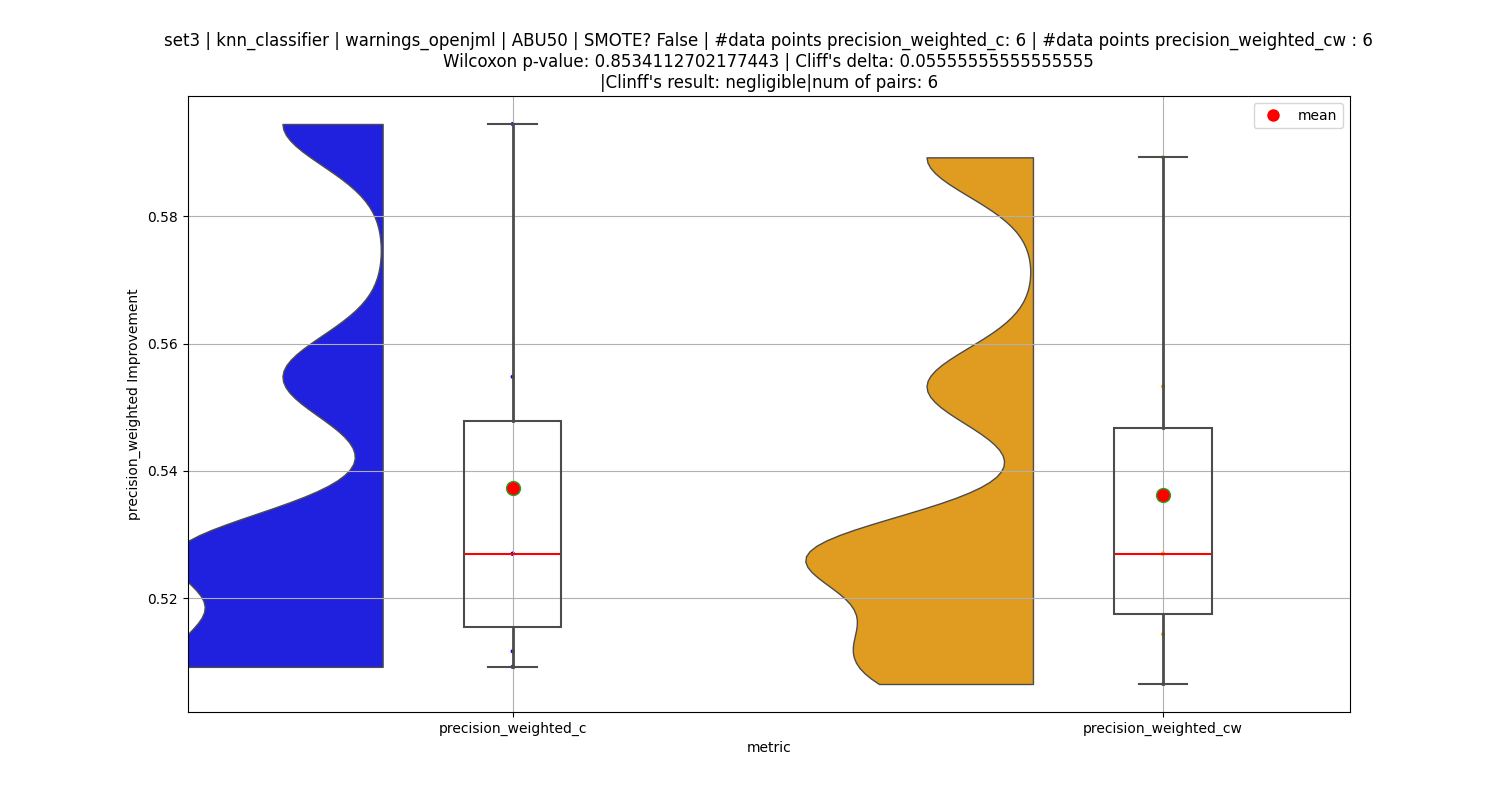 set3 | knn_classifier | warnings_openjml | ABU50 | SMOTE? False | #data points precision_weighted_c: 6 | #data points precision_weighted_cw : 6
Wilcoxon p-value: 0.8534112702177443 | Cliff's delta: 0.05555555555555555
|Clinff's result: negligible|num of pairs: 6
mean
precision_weighted Improvement
0.58
0.56
0.54
0.52
precision_weighted_c
precision_weighted_cw
metric